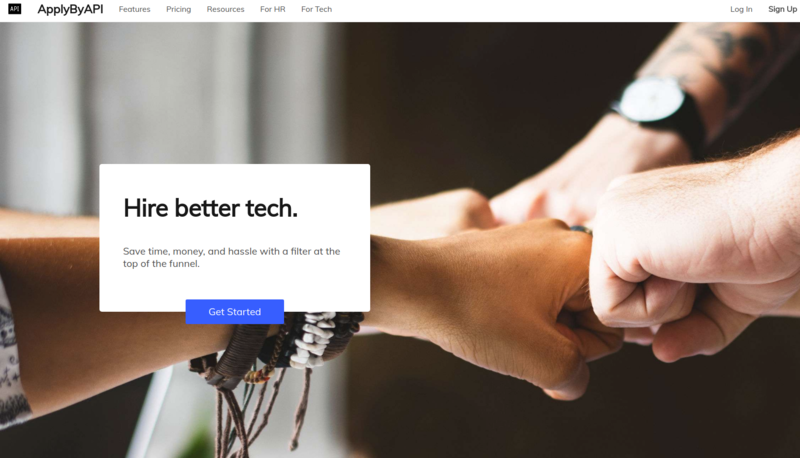 API ApplyByAPI Features Pricing Resources For HR For Tech Log In Sign Up
Hire better tech.
Save time, money, and hassle with a filter at the
top of the funnel.
Get Started